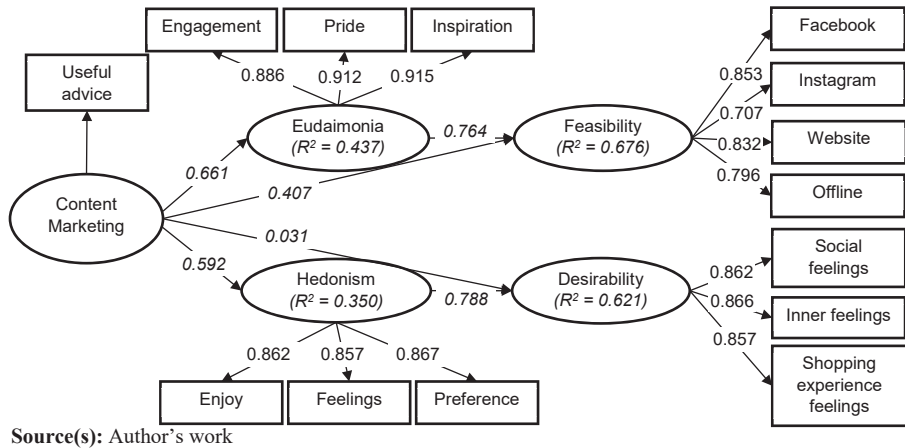 Engagement
Pride
Inspiration
Facebook
Useful
advice
0.886
0.912
0.915
0.853
Instagram
0.707
Eudaimonia
(R² = 0.437)
0.764
Feasibility
(R² = 0.676)
0.832
Website
0.796
0.661
0.407
Offline
Content
Marketing
0.031
Social
feelings
0.592
Hedonism
(R² = 0.350)
0.788
Desirability
(R² = 0.621)
0.862
0.866
Inner feelings
0.857
0.862
0.857
0.867
Shopping
experience
feelings
Enjoy
Feelings
Preference
Source(s): Author's work